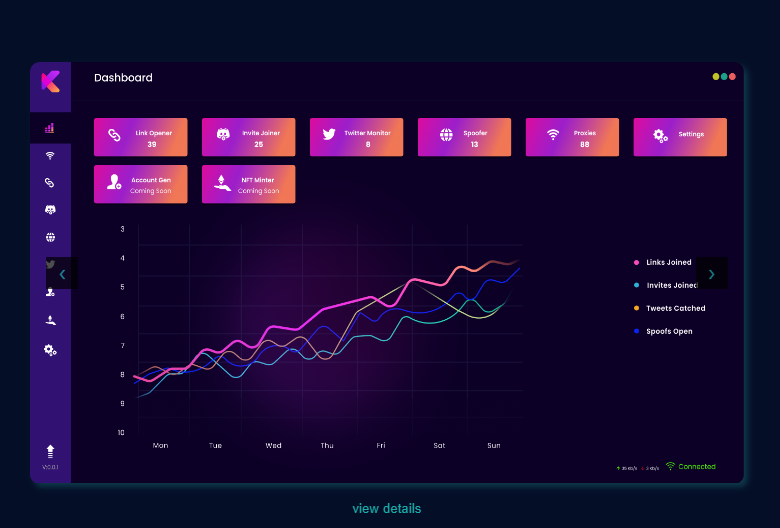 Dashboard
Link Opener
39
Invite Joiner
25
Twitter Monitor
8
Spoofer
13
Proxies
88
Settings
Account Gen
Coming Soon
NFT Minter
Coming Soon
3
4
5
6
7
8
9
10
Mon
Tue
Wed
Thu
Fri
Sat
Sun
Links Joined
Invites Joined
Tweets Catched
Spoofs Open
V.0.0.1
Connected
view details